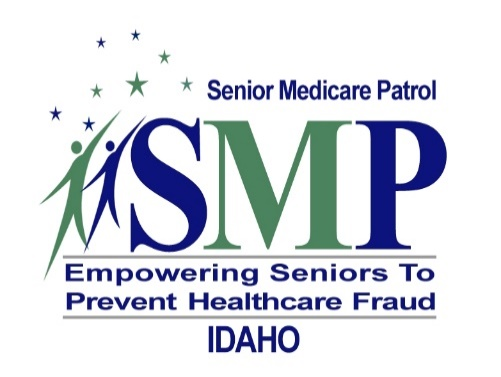 Senior Medicare Patrol
SMP
Empowering Seniors To
Prevent Healthcare Fraud
IDAHO